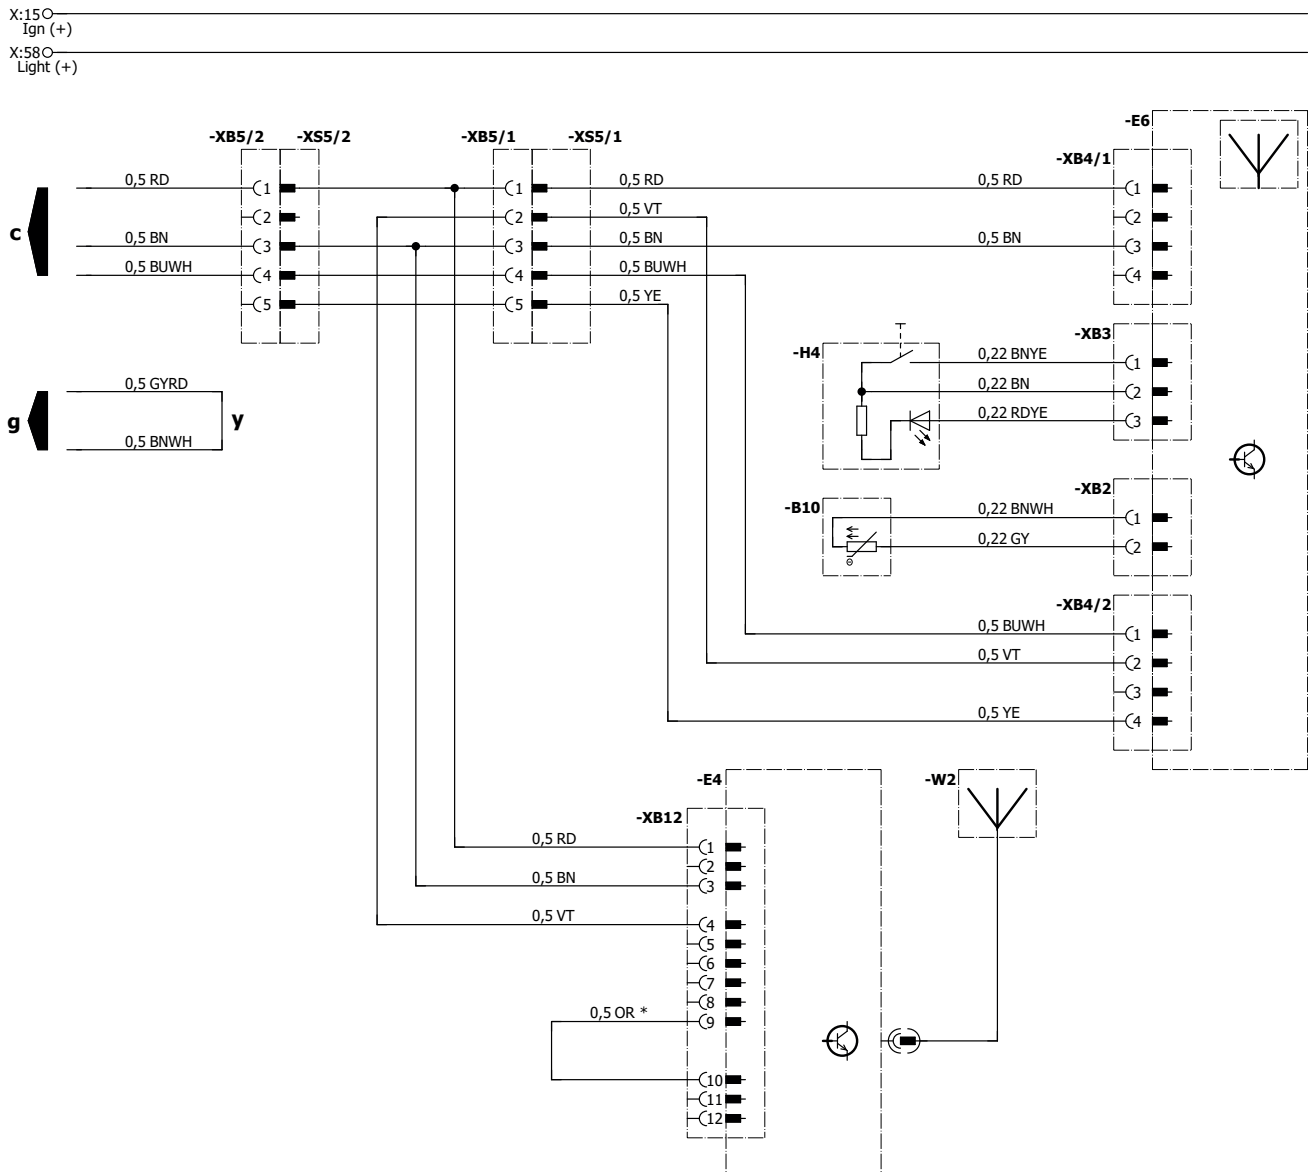 X:15
Ign (+)
X:58
Light (+)
-XB5/2 -XS5/2 -XB5/1 -XS5/1 -E6
-XB4/1
0,5 RD 1 1 0,5 RD 0,5 RD 1
2 2 0,5 VT 2
c 0,5 BN 3 3 0,5 BN 0,5 BN 3
0,5 BUWH 4 4 0,5 BUWH 4
5 5 0,5 YE
-XB3
-H4 0,22 BNYE 1
0,22 BN 2
0,22 RDYE 3
g 0,5 GYRD y
0,5 BNWH
-XB2
-B10 0,22 BNWH 1
0,22 GY 2
Θ
-XB4/2
0,5 BUWH 1
0,5 VT 2
3
0,5 YE 4
-E4 -W2
-XB12
0,5 RD 1
2
0,5 BN 3
0,5 VT 4
5
6
7
8
0,5 OR * 9
10
11
12